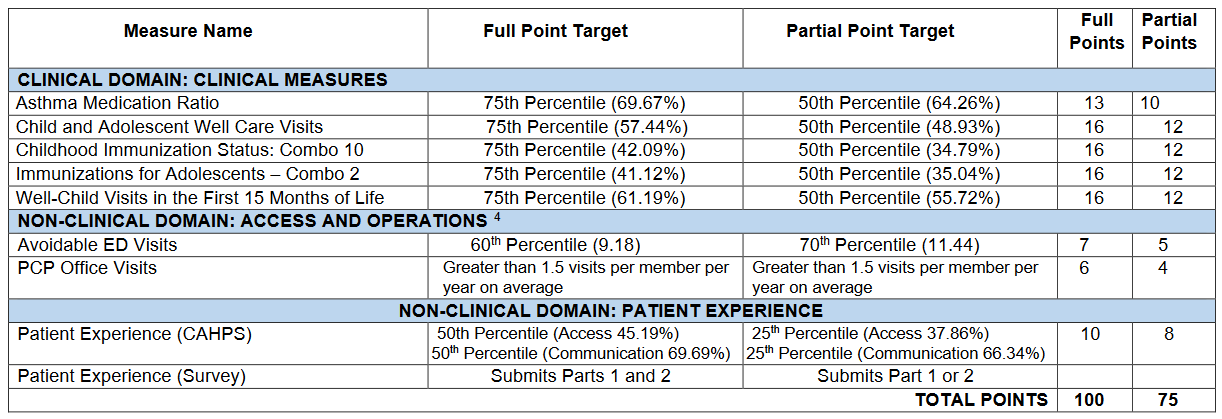 Measure Name Full Point Target Partial Point Target Full Points Partial Points
CLINICAL DOMAIN: CLINICAL MEASURES
Asthma Medication Ratio 75th Percentile (69.67%) 50th Percentile (64.26%) 13 10
Child and Adolescent Well Care Visits 75th Percentile (57.44%) 50th Percentile (48.93%) 16 12
Childhood Immunization Status: Combo 10 75th Percentile (42.09%) 50th Percentile (34.79%) 16 12
Immunizations for Adolescents – Combo 2 75th Percentile (41.12%) 50th Percentile (35.04%) 16 12
Well-Child Visits in the First 15 Months of Life 75th Percentile (61.19%) 50th Percentile (55.72%) 16 12
NON-CLINICAL DOMAIN: ACCESS AND OPERATIONS 4
Avoidable ED Visits 60th Percentile (9.18) 70th Percentile (11.44) 7 5
PCP Office Visits Greater than 1.5 visits per member per year on average Greater than 1.5 visits per member per year on average 6 4
NON-CLINICAL DOMAIN: PATIENT EXPERIENCE
Patient Experience (CAHPS) 50th Percentile (Access 45.19%) 50th Percentile (Communication 69.69%) 25th Percentile (Access 37.86%) 25th Percentile (Communication 66.34%) 10 8
Patient Experience (Survey) Submits Parts 1 and 2 Submits Part 1 or 2
TOTAL POINTS 100 75